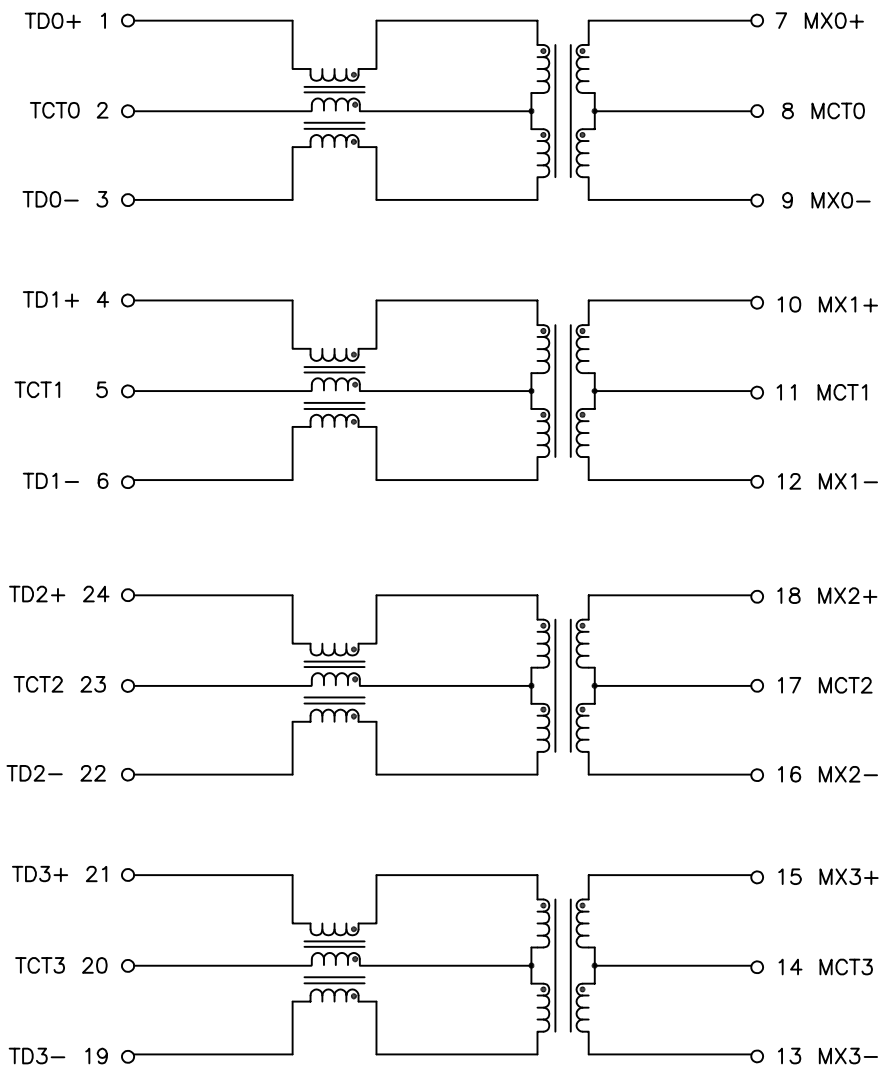 TD0+ 1 7 MX0+
TCT0 2 8 MCT0
TD0− 3 9 MX0−
TD1+ 4 10 MX1+
TCT1 5 11 MCT1
TD1− 6 12 MX1−
TD2+ 24 18 MX2+
TCT2 23 17 MCT2
TD2− 22 16 MX2−
TD3+ 21 15 MX3+
TCT3 20 14 MCT3
TD3− 19 13 MX3−